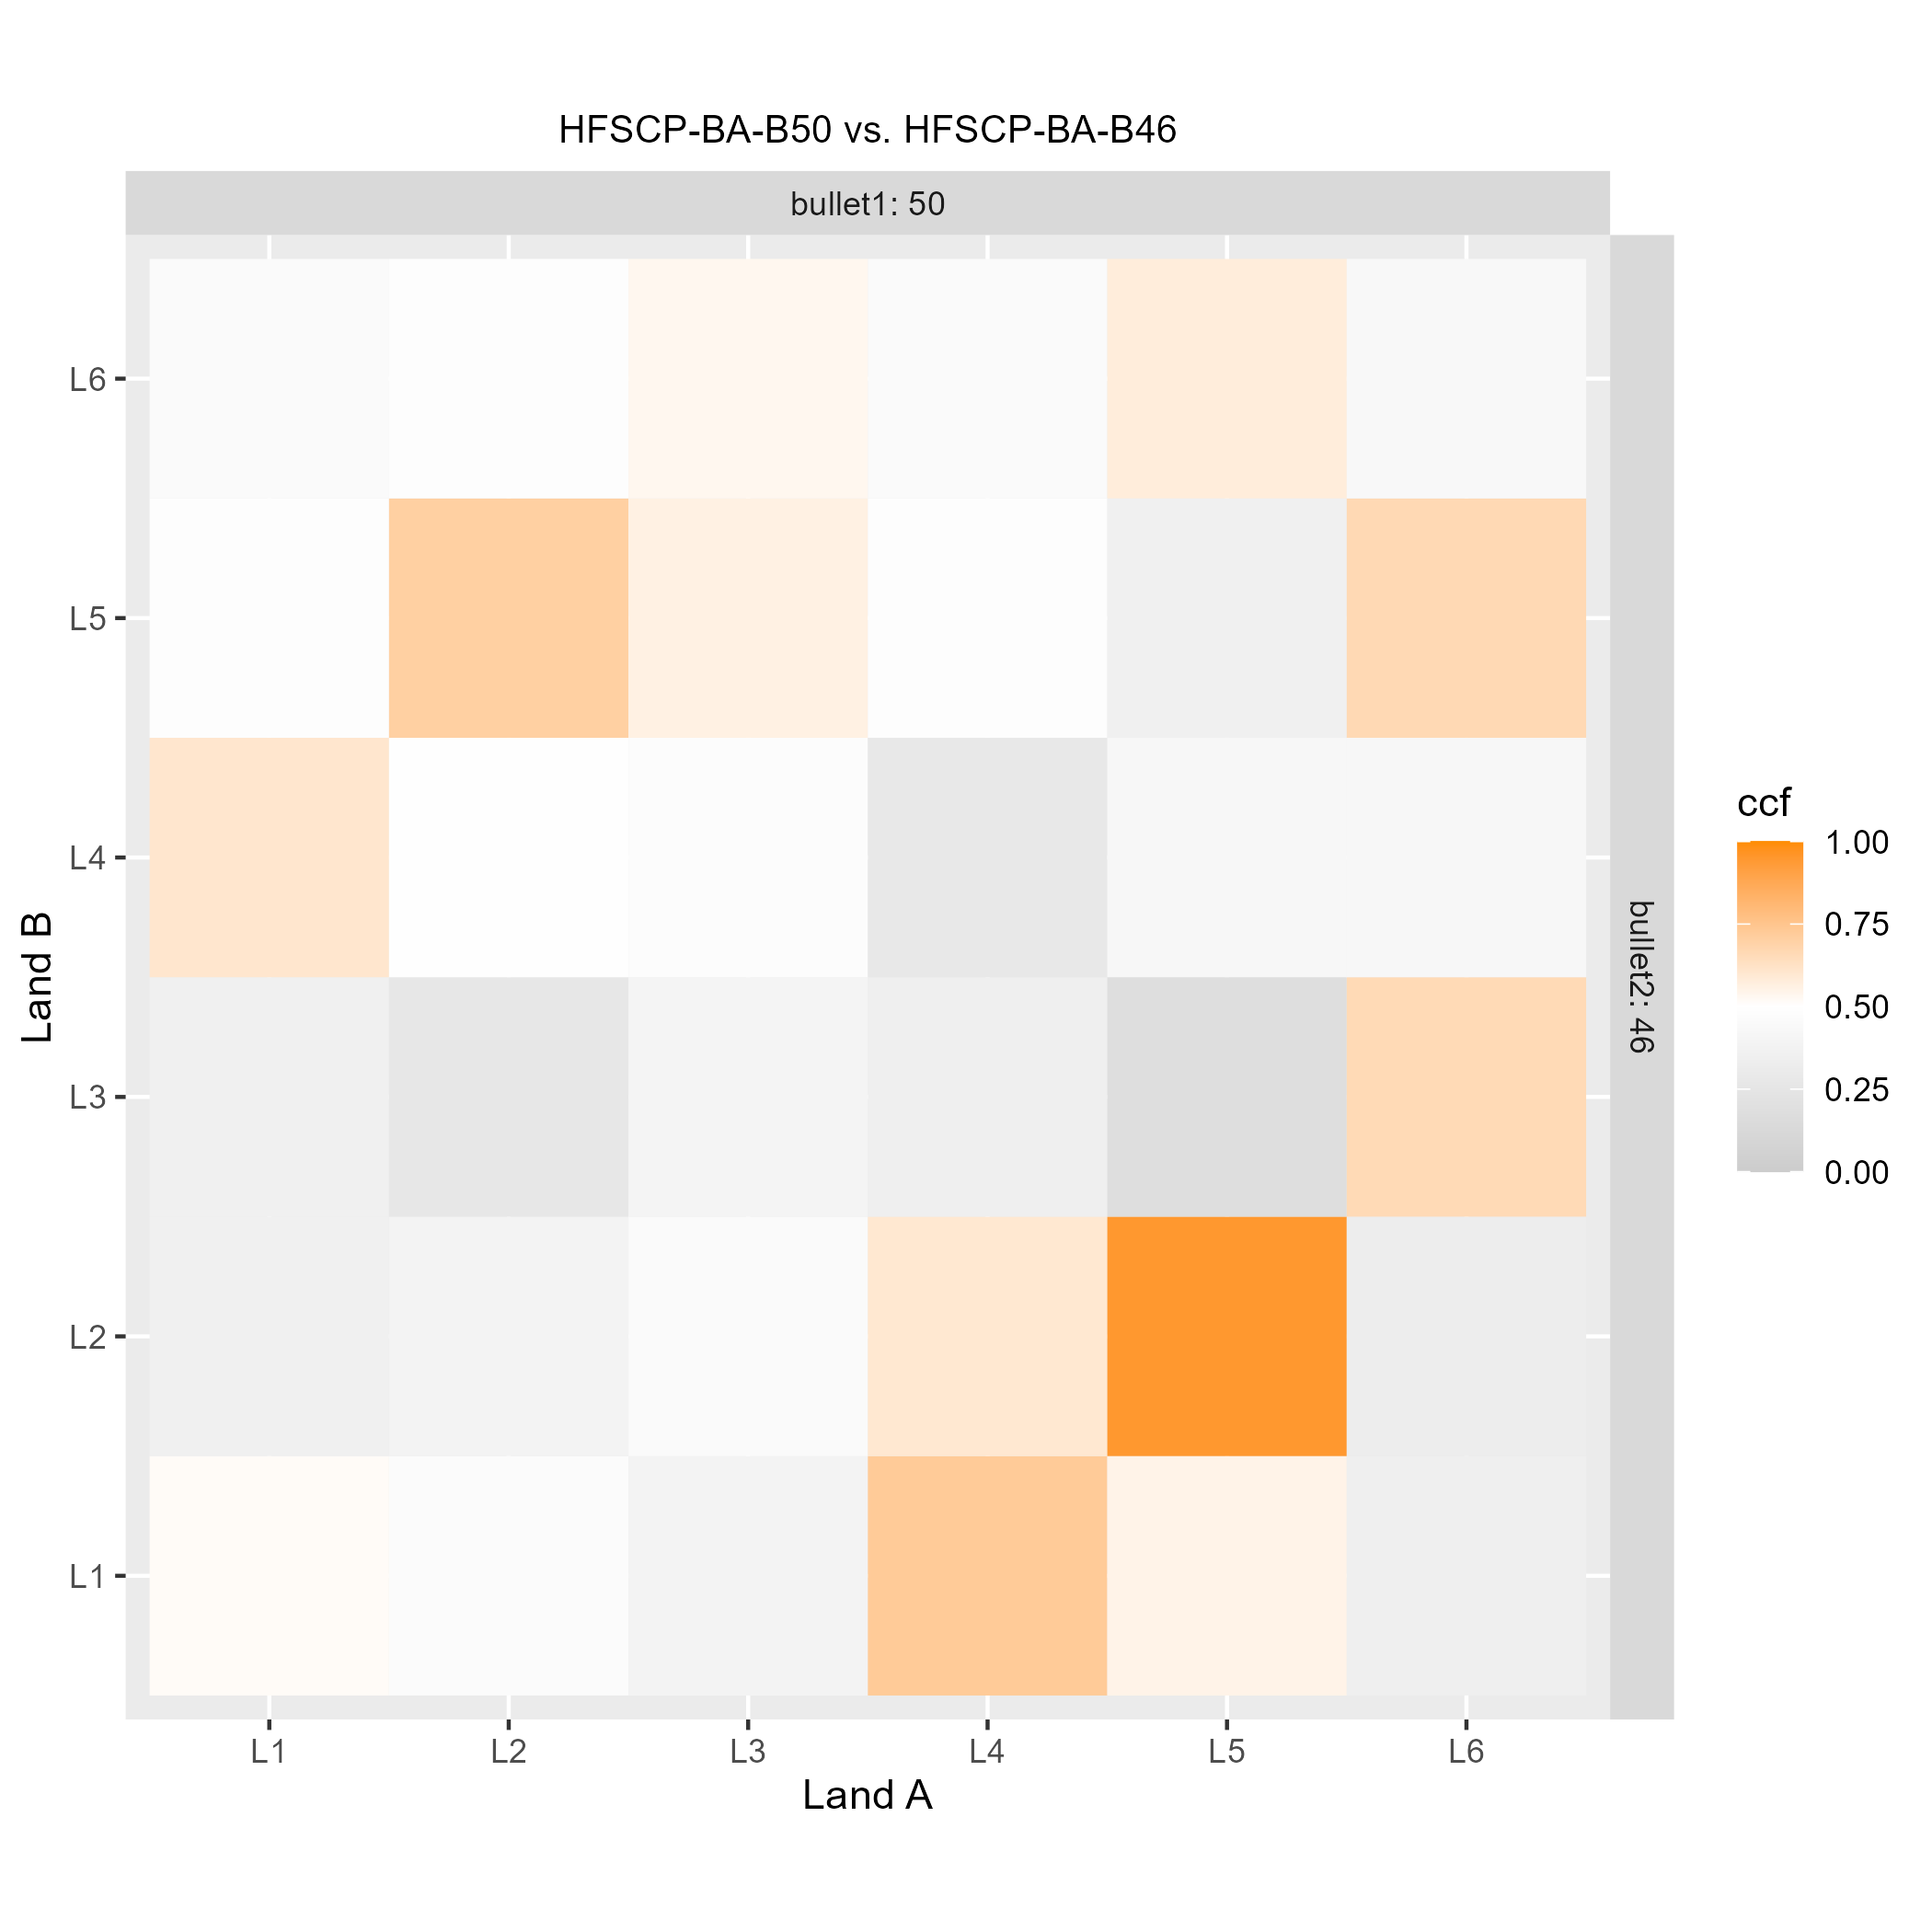 HFSCP-BA-B50 vs. HFSCP-BA-B46
bullet1: 50
L6
L5
L4
L3
L2
L1
Land B
bullet2: 46
L1 L2 L3 L4 L5 L6
Land A
ccf
1.00
0.75
0.50
0.25
0.00